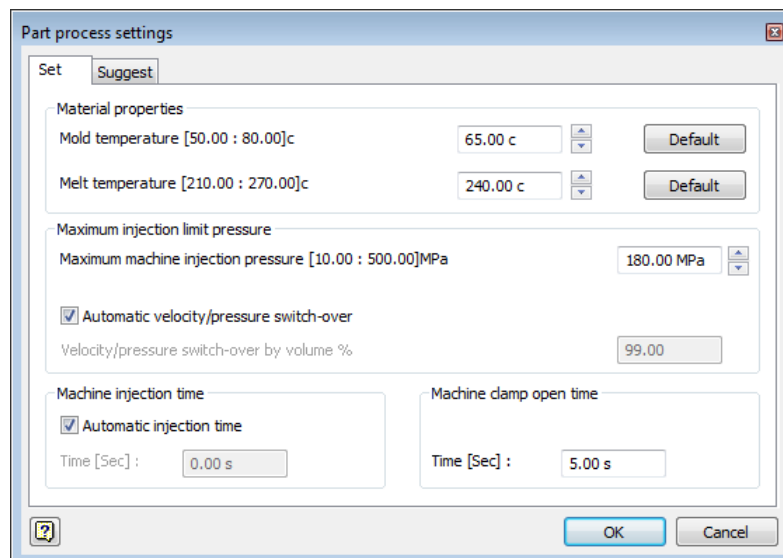 Part process settings
Set
Suggest
Material properties
Mold temperature [50.00 : 80.00]c
65.00 c
Default
Melt temperature [210.00 : 270.00]c
240.00 c
Default
Maximum injection limit pressure
Maximum machine injection pressure [10.00 : 500.00]MPa
180.00 MPa
Automatic velocity/pressure switch-over
Velocity/pressure switch-over by volume %
99.00
Machine injection time
Automatic injection time
Time [Sec] :
0.00 s
Machine clamp open time
Time [Sec] :
5.00 s
?
OK
Cancel